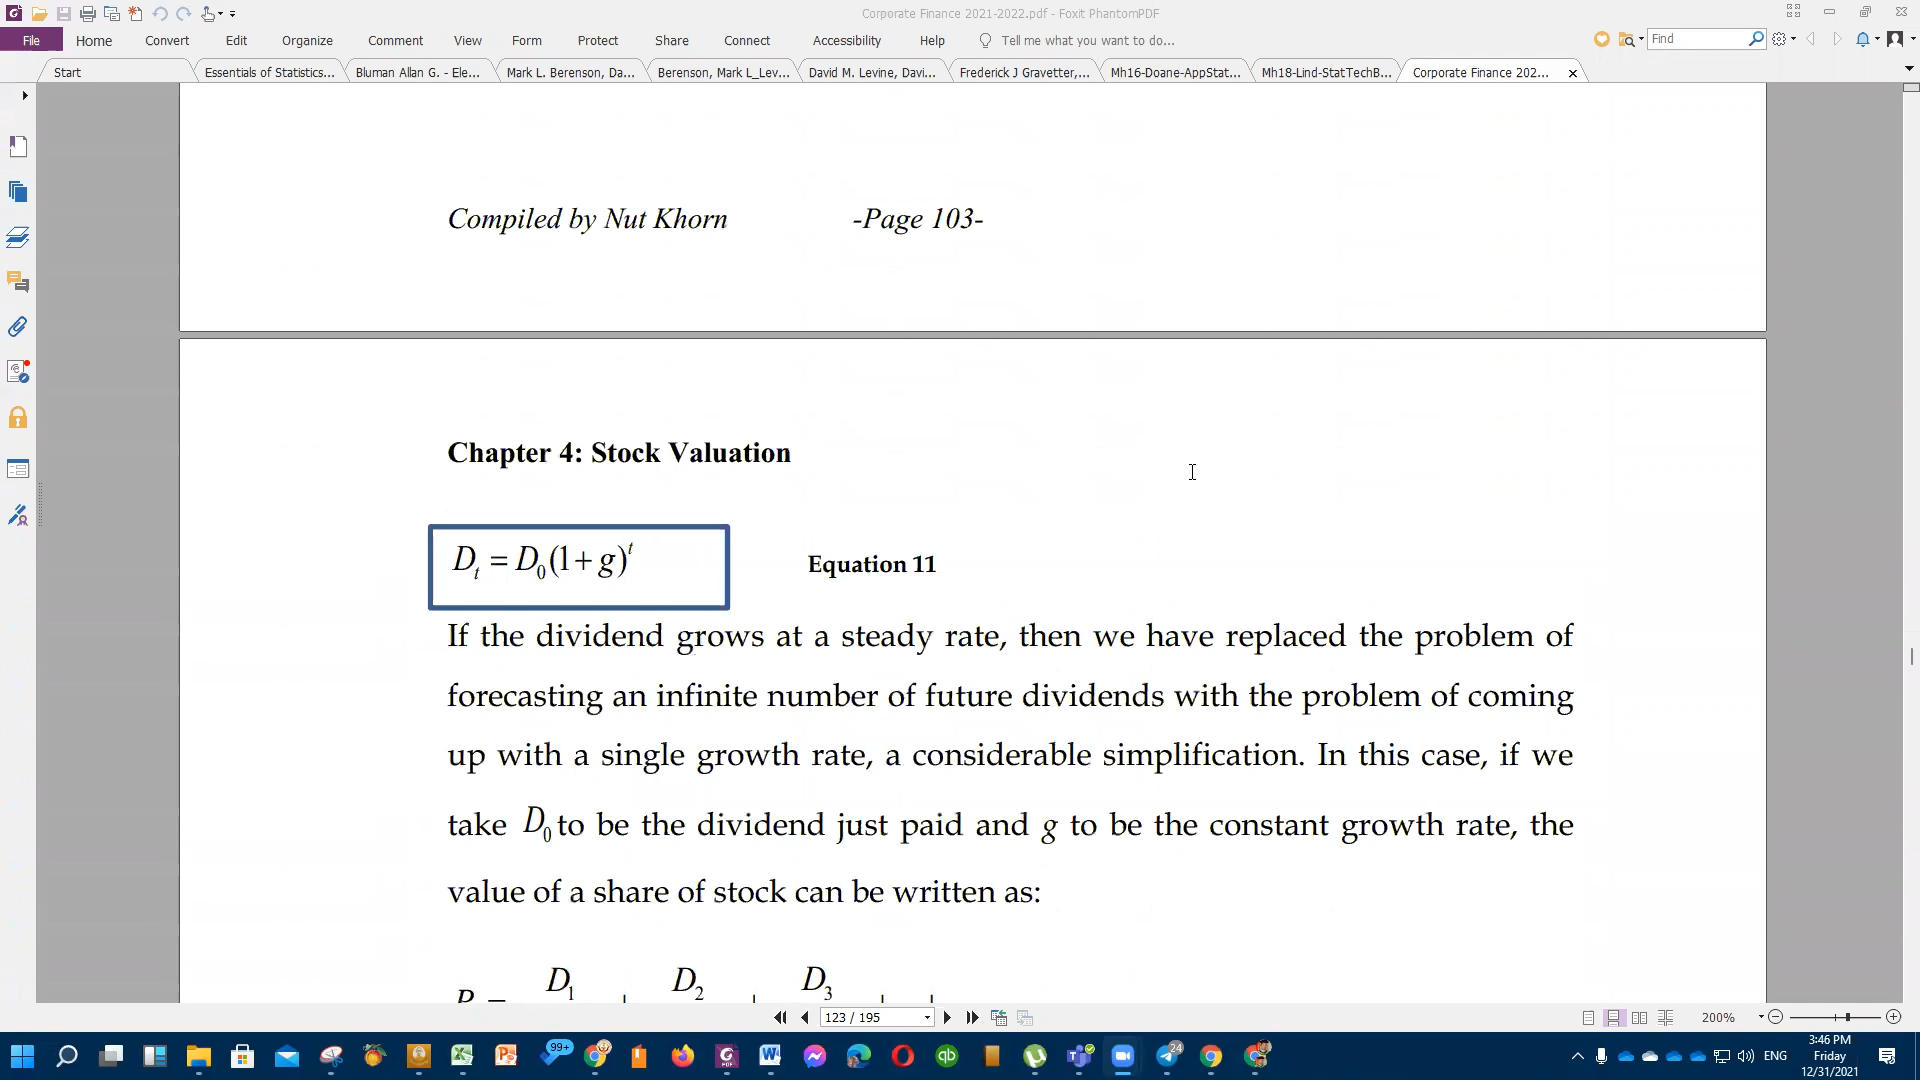 Corporate Finance 2021-2022.pdf - Foxit PhantomPDF
File Home Convert Edit Organize Comment View Form Protect Share Connect Accessibility Help Tell me what you want to do... Find
Start Essentials of Statistics... Bluman Allan G. - Ele... Mark L. Berenson, Da... Berenson, Mark L_Lev... David M. Levine, Davi... Frederick J Gravetter,... Mh16-Doane-AppStat... Mh18-Lind-StatTechB... Corporate Finance 202...
Compiled by Nut Khorn -Page 103-
Chapter 4: Stock Valuation
D_t = D_0(1+g)^t Equation 11
If the dividend grows at a steady rate, then we have replaced the problem of
forecasting an infinite number of future dividends with the problem of coming
up with a single growth rate, a considerable simplification. In this case, if we
take D_0 to be the dividend just paid and g to be the constant growth rate, the
value of a share of stock can be written as:
D_1 D_2 D_3
123 / 195 200%
99+ 24 ENG
3:46 PM
Friday
12/31/2021